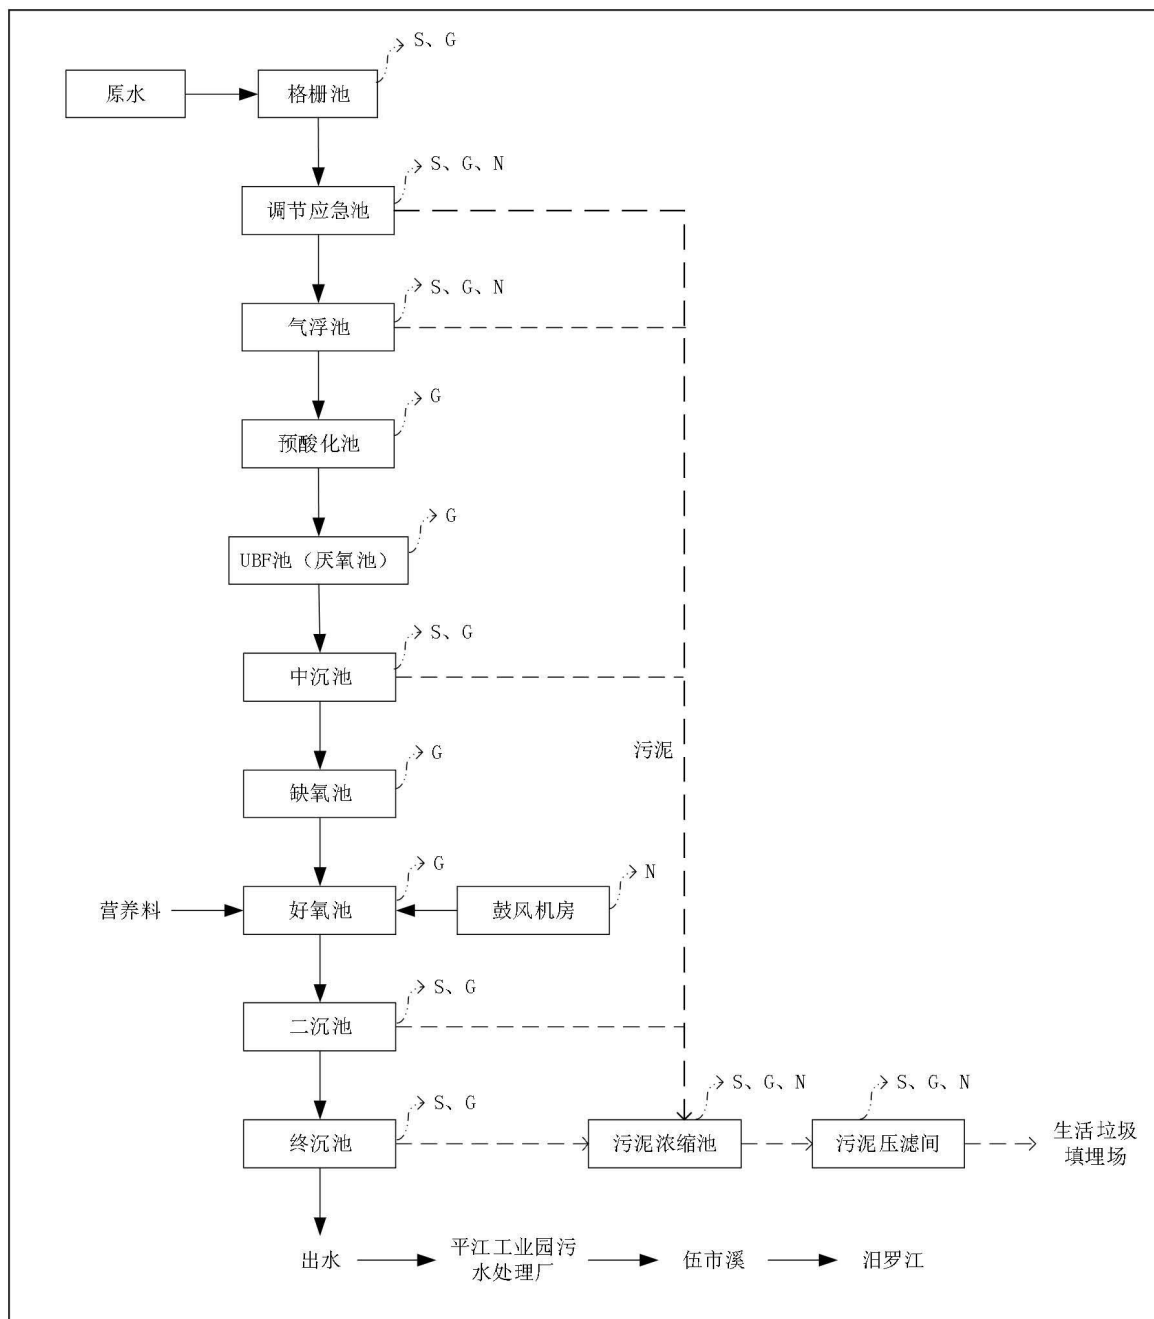 S、G
原水
格栅池
S、G、N
调节应急池
S、G、N
气浮池
G
预酸化池
G
UBF池（厌氧池）
S、G
中沉池
污泥
G
缺氧池
G
N
营养料
好氧池
鼓风机房
S、G
二沉池
S、G
S、G、N
S、G、N
终沉池
污泥浓缩池
污泥压滤间
生活垃圾
填埋场
出水
平江工业园污
水处理厂
伍市溪
汨罗江